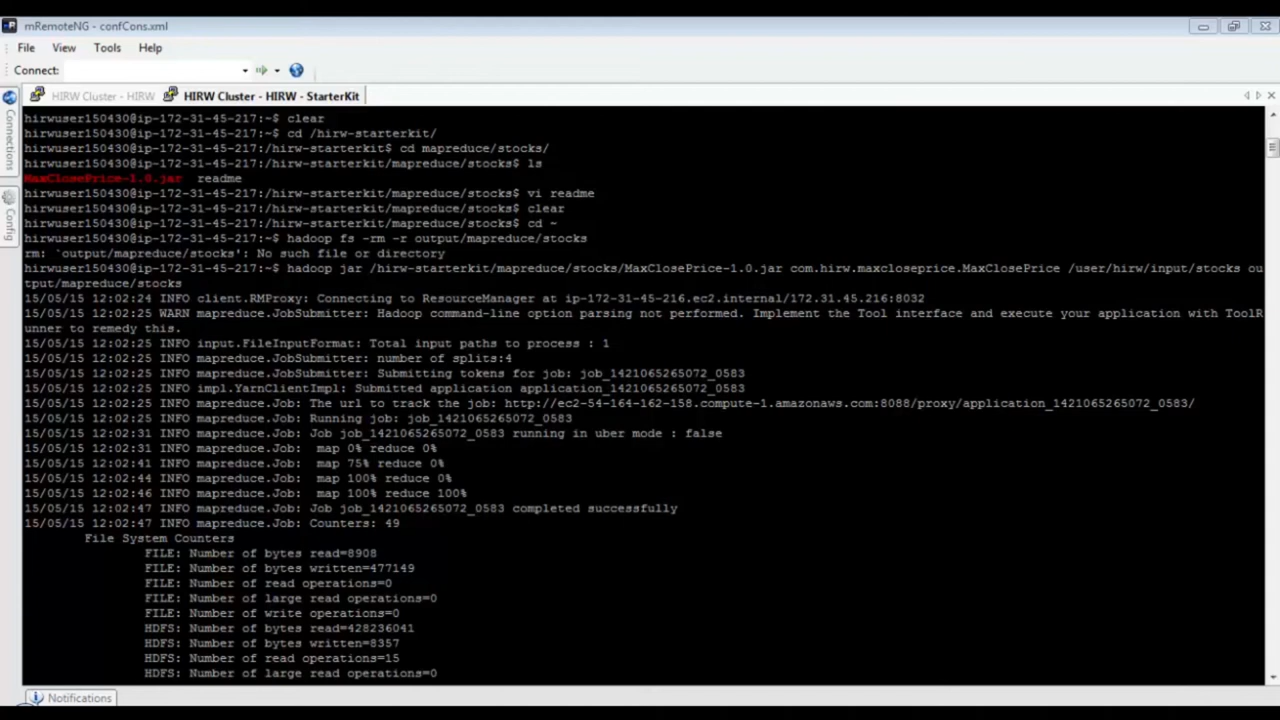 mRemoteNG - confCons.xml
File View Tools Help
Connect:
HIRW Cluster - HIRW HIRW Cluster - HIRW - StarterKit
Connections
Config
hirwuser150430@ip-172-31-45-217:~$ clear
hirwuser150430@ip-172-31-45-217:~$ cd /hirw-starterkit/
hirwuser150430@ip-172-31-45-217:/hirw-starterkit$ cd mapreduce/stocks/
hirwuser150430@ip-172-31-45-217:/hirw-starterkit/mapreduce/stocks$ ls
MaxClosePrice-1.0.jar readme
hirwuser150430@ip-172-31-45-217:/hirw-starterkit/mapreduce/stocks$ vi readme
hirwuser150430@ip-172-31-45-217:/hirw-starterkit/mapreduce/stocks$ clear
hirwuser150430@ip-172-31-45-217:/hirw-starterkit/mapreduce/stocks$ cd ~
hirwuser150430@ip-172-31-45-217:~$ hadoop fs -rm -r output/mapreduce/stocks
rm: `output/mapreduce/stocks': No such file or directory
hirwuser150430@ip-172-31-45-217:~$ hadoop jar /hirw-starterkit/mapreduce/stocks/MaxClosePrice-1.0.jar com.hirw.maxcloseprice.MaxClosePrice /user/hirw/input/stocks ou
tput/mapreduce/stocks
15/05/15 12:02:24 INFO client.RMProxy: Connecting to ResourceManager at ip-172-31-45-216.ec2.internal/172.31.45.216:8032
15/05/15 12:02:25 WARN mapreduce.JobSubmitter: Hadoop command-line option parsing not performed. Implement the Tool interface and execute your application with ToolR
unner to remedy this.
15/05/15 12:02:25 INFO input.FileInputFormat: Total input paths to process : 1
15/05/15 12:02:25 INFO mapreduce.JobSubmitter: number of splits:4
15/05/15 12:02:25 INFO mapreduce.JobSubmitter: Submitting tokens for job: job_1421065265072_0583
15/05/15 12:02:25 INFO impl.YarnClientImpl: Submitted application application_1421065265072_0583
15/05/15 12:02:25 INFO mapreduce.Job: The url to track the job: http://ec2-54-164-162-158.compute-1.amazonaws.com:8088/proxy/application_1421065265072_0583/
15/05/15 12:02:25 INFO mapreduce.Job: Running job: job_1421065265072_0583
15/05/15 12:02:31 INFO mapreduce.Job: Job job_1421065265072_0583 running in uber mode : false
15/05/15 12:02:31 INFO mapreduce.Job: map 0% reduce 0%
15/05/15 12:02:41 INFO mapreduce.Job: map 75% reduce 0%
15/05/15 12:02:44 INFO mapreduce.Job: map 100% reduce 0%
15/05/15 12:02:46 INFO mapreduce.Job: map 100% reduce 100%
15/05/15 12:02:47 INFO mapreduce.Job: Job job_1421065265072_0583 completed successfully
15/05/15 12:02:47 INFO mapreduce.Job: Counters: 49
File System Counters
FILE: Number of bytes read=8908
FILE: Number of bytes written=477149
FILE: Number of read operations=0
FILE: Number of large read operations=0
FILE: Number of write operations=0
HDFS: Number of bytes read=428236041
HDFS: Number of bytes written=8357
HDFS: Number of read operations=15
HDFS: Number of large read operations=0
Notifications